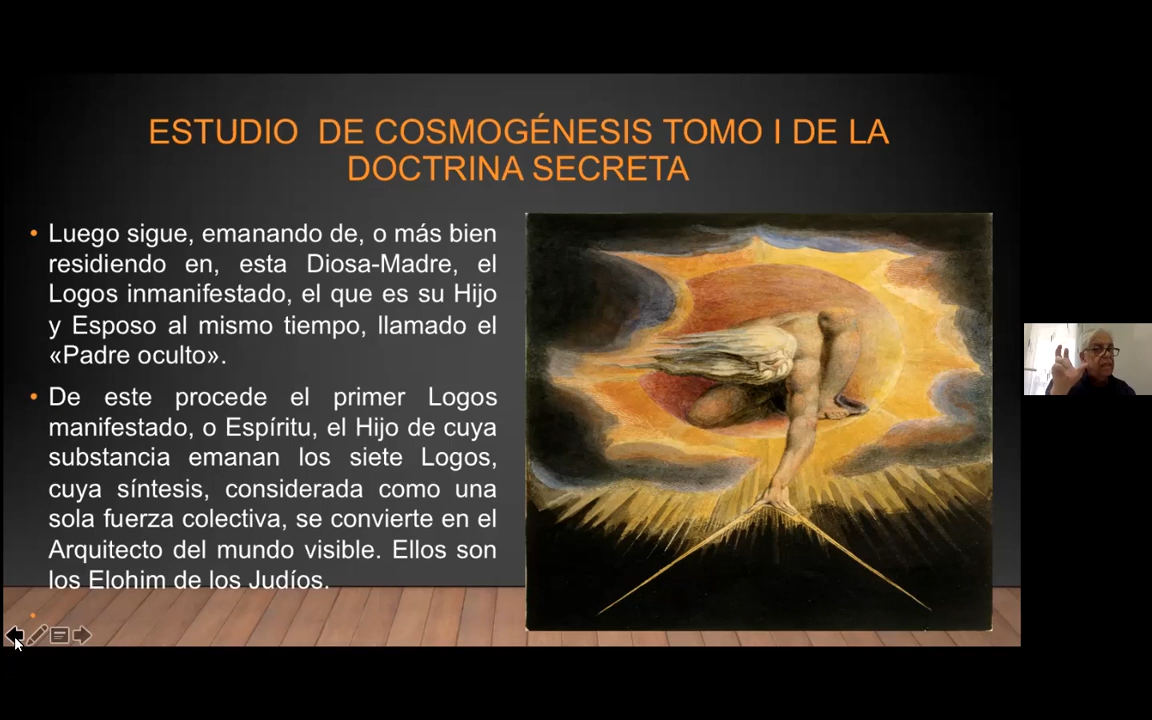 ESTUDIO DE COSMOGÉNESIS TOMO I DE LA
DOCTRINA SECRETA
• Luego sigue, emanando de, o más bien
residiendo en, esta Diosa-Madre, el
Logos inmanifestado, el que es su Hijo
y Esposo al mismo tiempo, llamado el
«Padre oculto».
• De este procede el primer Logos
manifestado, o Espíritu, el Hijo de cuya
substancia emanan los siete Logos,
cuya síntesis, considerada como una
sola fuerza colectiva, se convierte en el
Arquitecto del mundo visible. Ellos son
los Elohim de los Judíos.